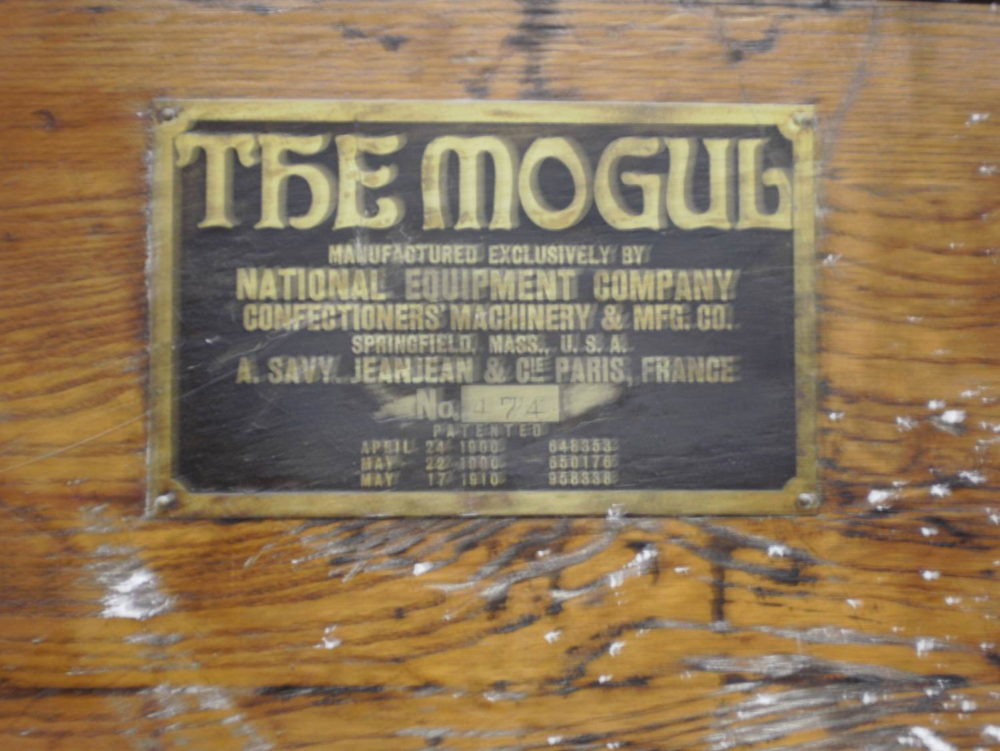 THE MOGUL
MANUFACTURED EXCLUSIVELY BY
NATIONAL EQUIPMENT COMPANY
CONFECTIONERS' MACHINERY & MFG. CO.
SPRINGFIELD, MASS., U. S. A.
A. SAVY. JEANJEAN & CIE PARIS, FRANCE
No. 474
PATENTED
APRIL 24 1900 648353
MAY 22 1900 650176
MAY 17 1910 958338